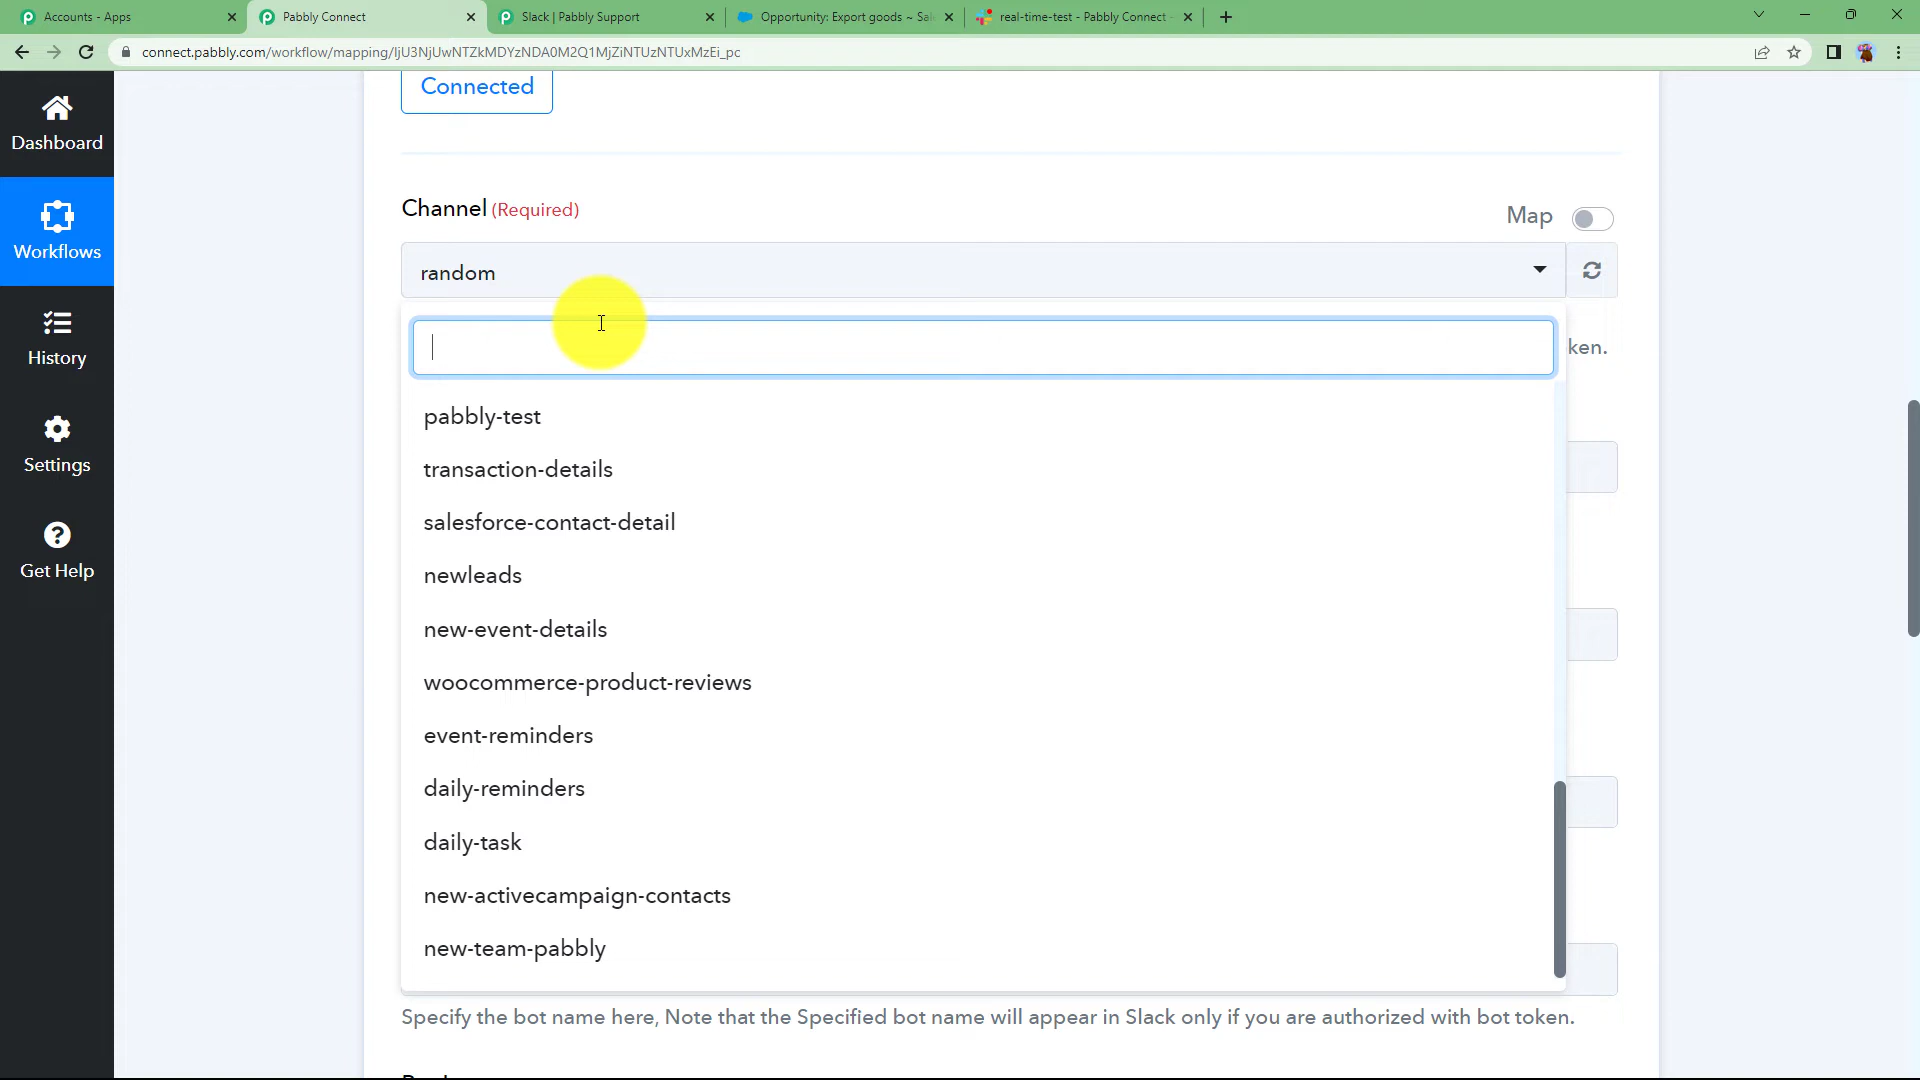 Accounts - Apps
Pabbly Connect
Slack | Pabbly Support
Opportunity: Export goods ~ Sal
real-time-test - Pabbly Connect -
connect.pabbly.com/workflow/mapping/IjU3NjUwNTZkMDYzNDA0M2Q1MjZiNTUzNTUxMzEi_pc
Dashboard
Workflows
History
Settings
Get Help
Connected
Channel (Required)
Map
random
ken.
pabbly-test
transaction-details
salesforce-contact-detail
newleads
new-event-details
woocommerce-product-reviews
event-reminders
daily-reminders
daily-task
new-activecampaign-contacts
new-team-pabbly
Specify the bot name here, Note that the Specified bot name will appear in Slack only if you are authorized with bot token.